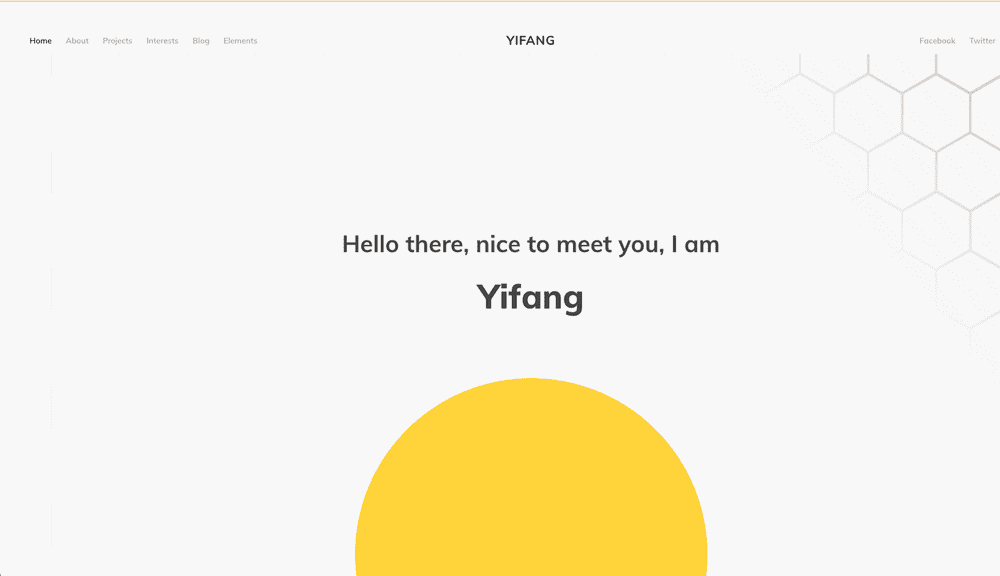 Home About Projects Interests Blog Elements YIFANG Facebook Twitter
Hello there, nice to meet you, I am
Yifang